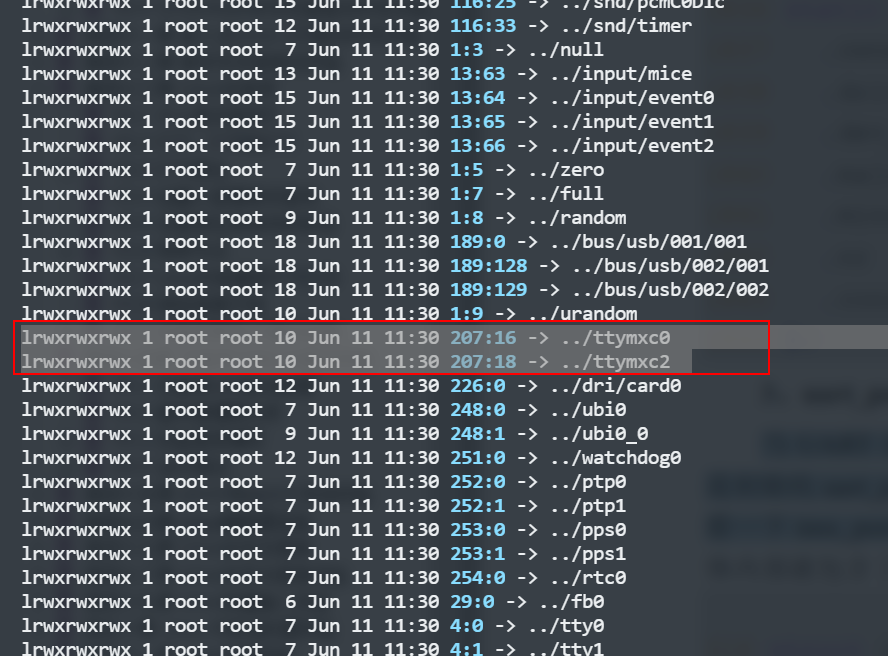 lrwxrwxrwx 1 root root 15 Jun 11 11:30 116:25 -> ../snd/pcmC0D1c
lrwxrwxrwx 1 root root 12 Jun 11 11:30 116:33 -> ../snd/timer
lrwxrwxrwx 1 root root  7 Jun 11 11:30 1:3 -> ../null
lrwxrwxrwx 1 root root 13 Jun 11 11:30 13:63 -> ../input/mice
lrwxrwxrwx 1 root root 15 Jun 11 11:30 13:64 -> ../input/event0
lrwxrwxrwx 1 root root 15 Jun 11 11:30 13:65 -> ../input/event1
lrwxrwxrwx 1 root root 15 Jun 11 11:30 13:66 -> ../input/event2
lrwxrwxrwx 1 root root  7 Jun 11 11:30 1:5 -> ../zero
lrwxrwxrwx 1 root root  7 Jun 11 11:30 1:7 -> ../full
lrwxrwxrwx 1 root root  9 Jun 11 11:30 1:8 -> ../random
lrwxrwxrwx 1 root root 18 Jun 11 11:30 189:0 -> ../bus/usb/001/001
lrwxrwxrwx 1 root root 18 Jun 11 11:30 189:128 -> ../bus/usb/002/001
lrwxrwxrwx 1 root root 18 Jun 11 11:30 189:129 -> ../bus/usb/002/002
lrwxrwxrwx 1 root root 10 Jun 11 11:30 1:9 -> ../urandom
lrwxrwxrwx 1 root root 10 Jun 11 11:30 207:16 -> ../ttymxc0
lrwxrwxrwx 1 root root 10 Jun 11 11:30 207:18 -> ../ttymxc2
lrwxrwxrwx 1 root root 12 Jun 11 11:30 226:0 -> ../dri/card0
lrwxrwxrwx 1 root root  7 Jun 11 11:30 248:0 -> ../ubi0
lrwxrwxrwx 1 root root  9 Jun 11 11:30 248:1 -> ../ubi0_0
lrwxrwxrwx 1 root root 12 Jun 11 11:30 251:0 -> ../watchdog0
lrwxrwxrwx 1 root root  7 Jun 11 11:30 252:0 -> ../ptp0
lrwxrwxrwx 1 root root  7 Jun 11 11:30 252:1 -> ../ptp1
lrwxrwxrwx 1 root root  7 Jun 11 11:30 253:0 -> ../pps0
lrwxrwxrwx 1 root root  7 Jun 11 11:30 253:1 -> ../pps1
lrwxrwxrwx 1 root root  7 Jun 11 11:30 254:0 -> ../rtc0
lrwxrwxrwx 1 root root  6 Jun 11 11:30 29:0 -> ../fb0
lrwxrwxrwx 1 root root  7 Jun 11 11:30 4:0 -> ../tty0
lrwxrwxrwx 1 root root  7 Jun 11 11:30 4:1 -> ../tty1